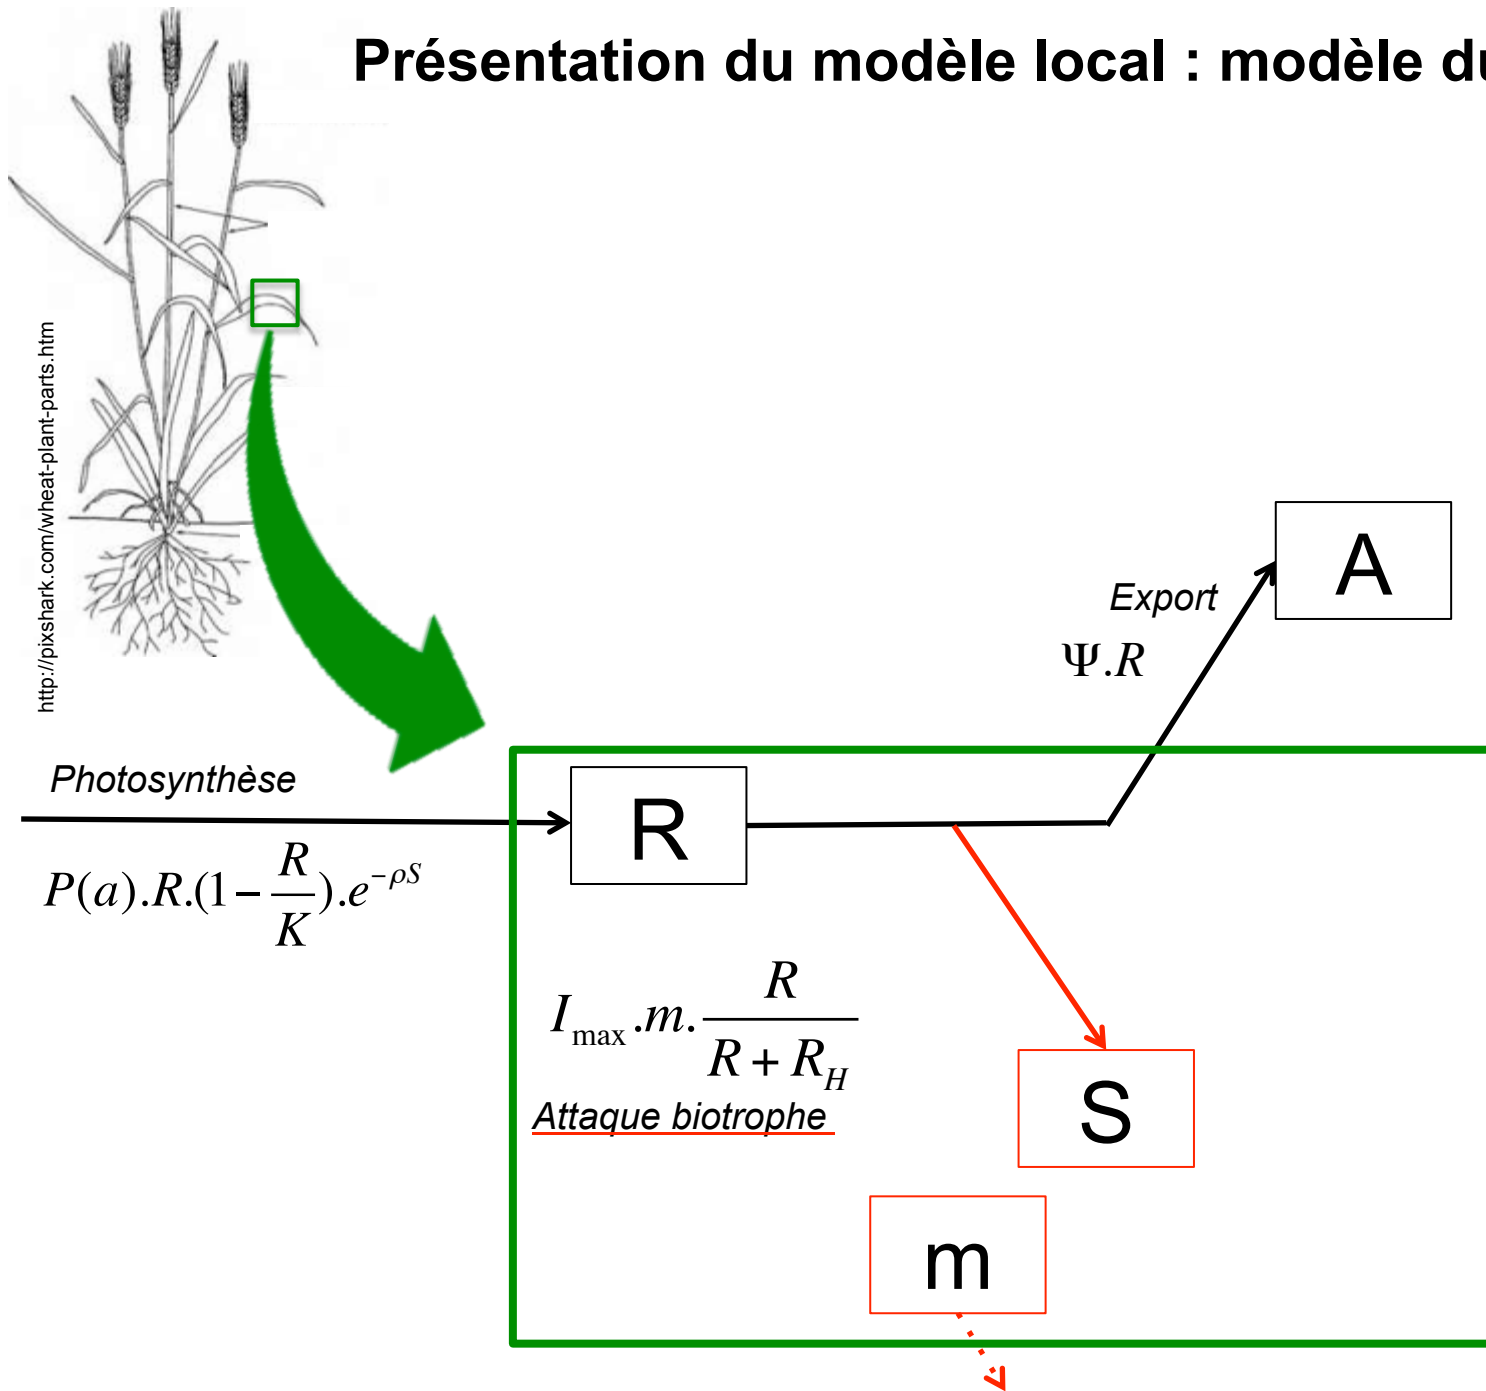 Présentation du modèle local : modèle du
http://pixshark.com/wheat-plant-parts.htm
A
Export
Ψ.R
Photosynthèse
R
P(a).R.(1−R/K).e^{−ρS}
I_max.m.R/(R+R_H)
Attaque biotrophe
S
m